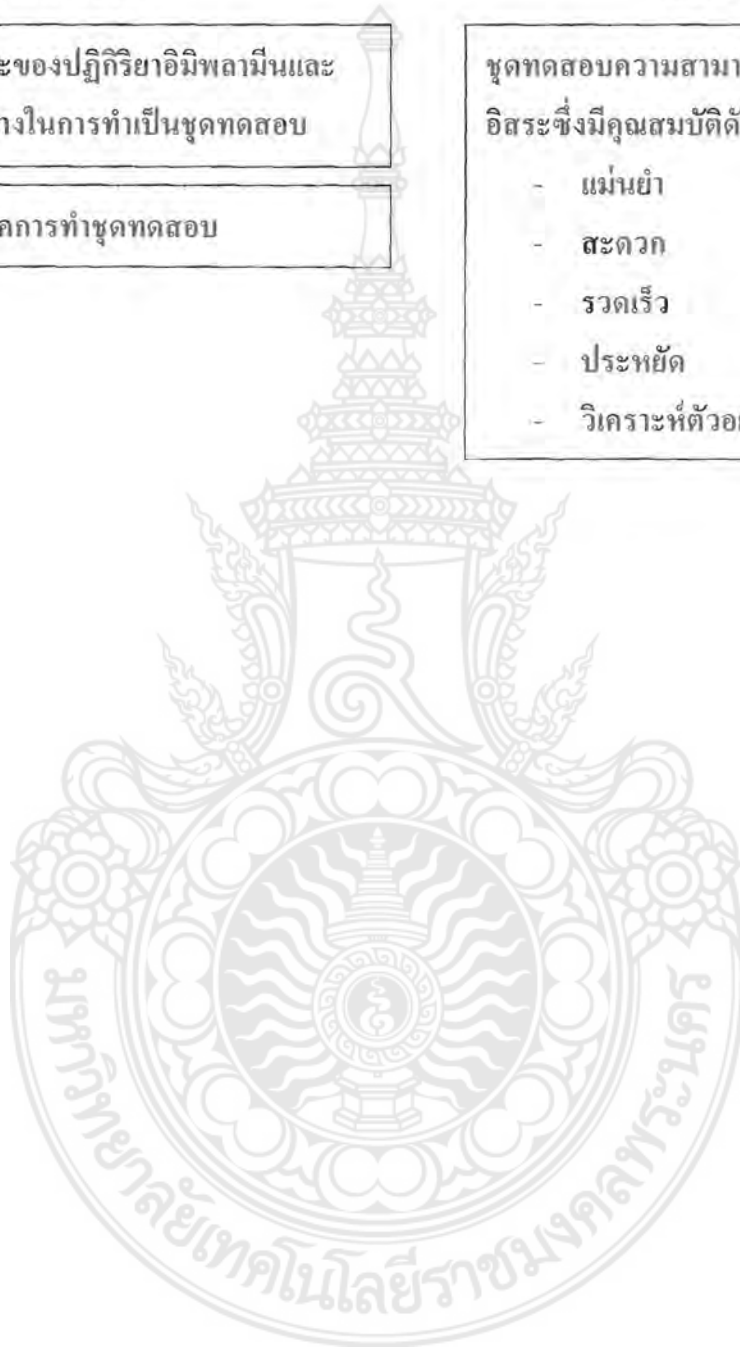 ะของปฏิกิริยาอิมิพลามีนและ
างในการทำเป็นชุดทดสอบ
คการทำชุดทดสอบ
ชุดทดสอบความสามา
อิสระซึ่งมีคุณสมบัติดั
- แม่นยำ
- สะดวก
- รวดเร็ว
- ประหยัด
- วิเคราะห์ตัวอ
มหาวิทยาลัยเทคโนโลยีราชมงคลพระนคร